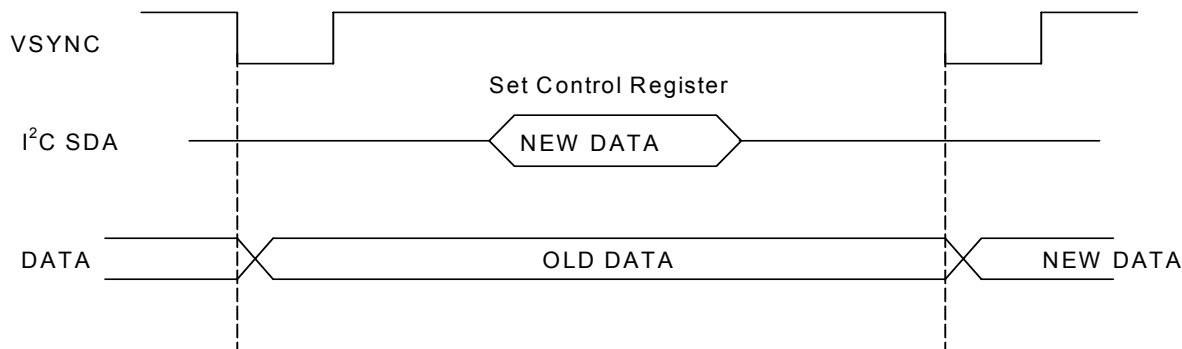 VSYNC
Set Control Register
I²C SDA
NEW DATA
DATA
OLD DATA
NEW DATA